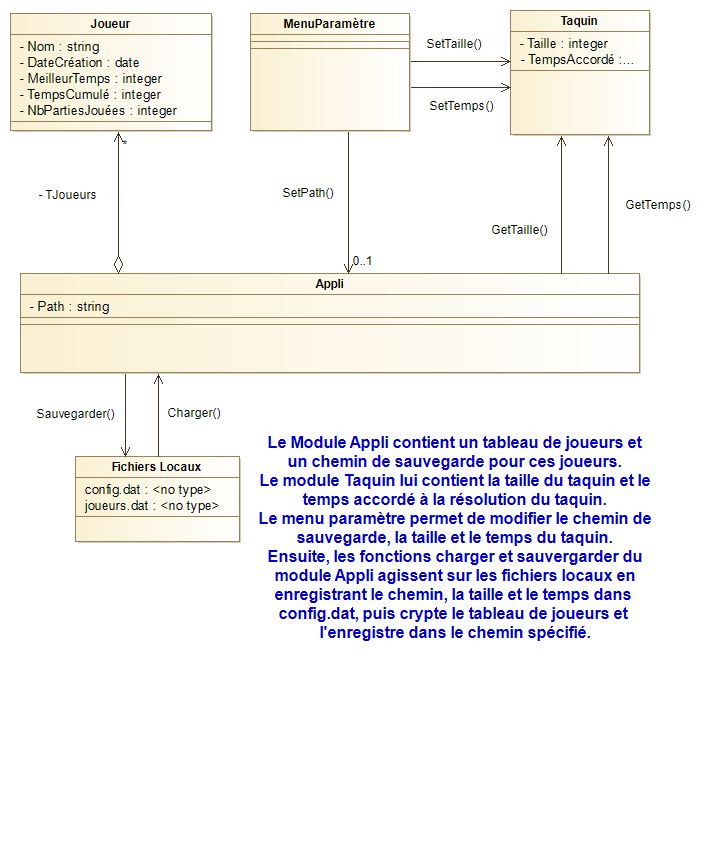 Joueur
- Nom : string
- DateCréation : date
- MeilleurTemps : integer
- TempsCumulé : integer
- NbPartiesJouées : integer
MenuParamètre
Taquin
- Taille : integer
- TempsAccordé :...
SetTaille()
SetTemps()
*
- TJoueurs
SetPath()
GetTaille()
GetTemps()
0..1
Appli
- Path : string
Sauvegarder()
Charger()
Fichiers Locaux
config.dat : <no type>
joueurs.dat : <no type>
Le Module Appli contient un tableau de joueurs et
un chemin de sauvegarde pour ces joueurs.
Le module Taquin lui contient la taille du taquin et le
temps accordé à la résolution du taquin.
Le menu paramètre permet de modifier le chemin de
sauvegarde, la taille et le temps du taquin.
Ensuite, les fonctions charger et sauvergarder du
module Appli agissent sur les fichiers locaux en
enregistrant le chemin, la taille et le temps dans
config.dat, puis crypte le tableau de joueurs et
l'enregistre dans le chemin spécifié.